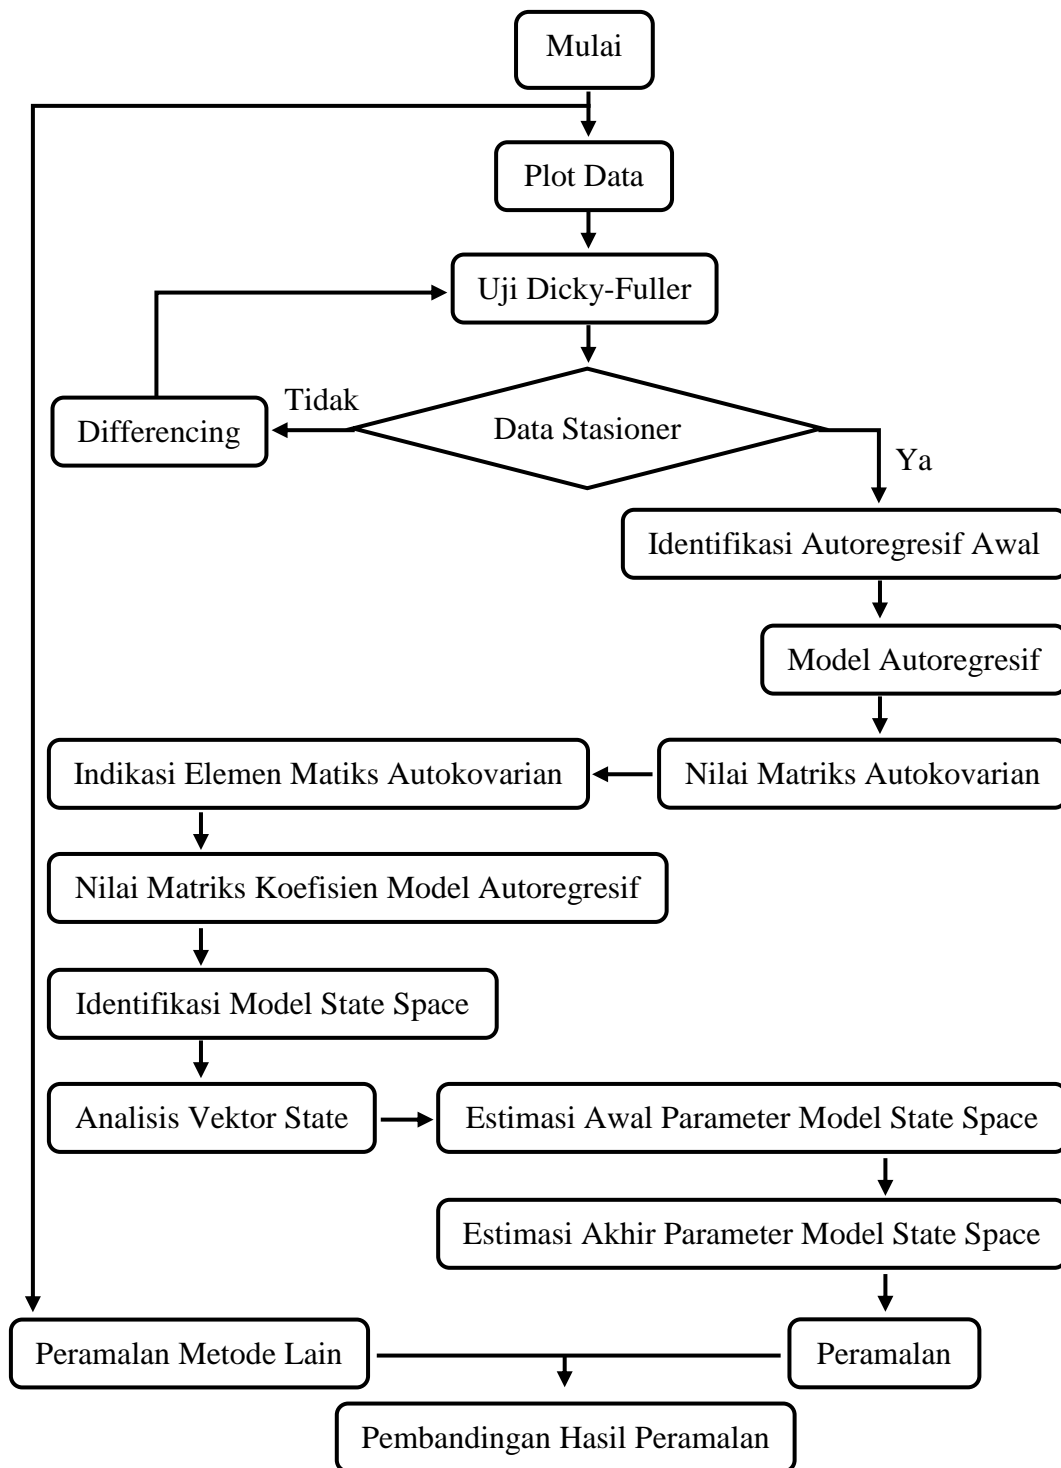 Mulai
Plot Data
Uji Dicky-Fuller
Tidak
Differencing
Data Stasioner
Ya
Identifikasi Autoregresif Awal
Model Autoregresif
Indikasi Elemen Matiks Autokovarian
Nilai Matriks Autokovarian
Nilai Matriks Koefisien Model Autoregresif
Identifikasi Model State Space
Analisis Vektor State
Estimasi Awal Parameter Model State Space
Estimasi Akhir Parameter Model State Space
Peramalan Metode Lain
Peramalan
Pembandingan Hasil Peramalan